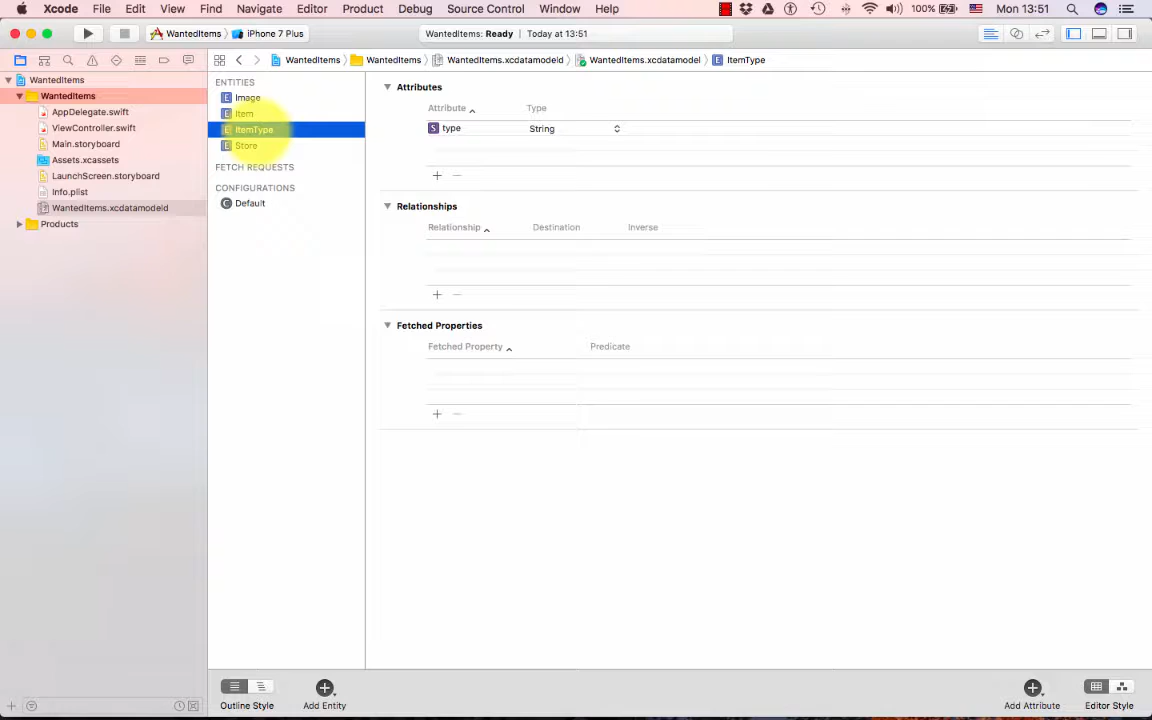 Xcode File Edit View Find Navigate Editor Product Debug Source Control Window Help 100% Mon 13:51
WantedItems iPhone 7 Plus WantedItems: Ready | Today at 13:51
WantedItems WantedItems WantedItems.xcdatamodeld WantedItems.xcdatamodel E ItemType
WantedItems
WantedItems
AppDelegate.swift
ViewController.swift
Main.storyboard
Assets.xcassets
LaunchScreen.storyboard
Info.plist
WantedItems.xcdatamodeld
Products
ENTITIES
E Image
E Item
E ItemType
E Store
FETCH REQUESTS
CONFIGURATIONS
C Default
Attributes
Attribute Type
S type String
Relationships
Relationship Destination Inverse
Fetched Properties
Fetched Property Predicate
Outline Style Add Entity Add Attribute Editor Style